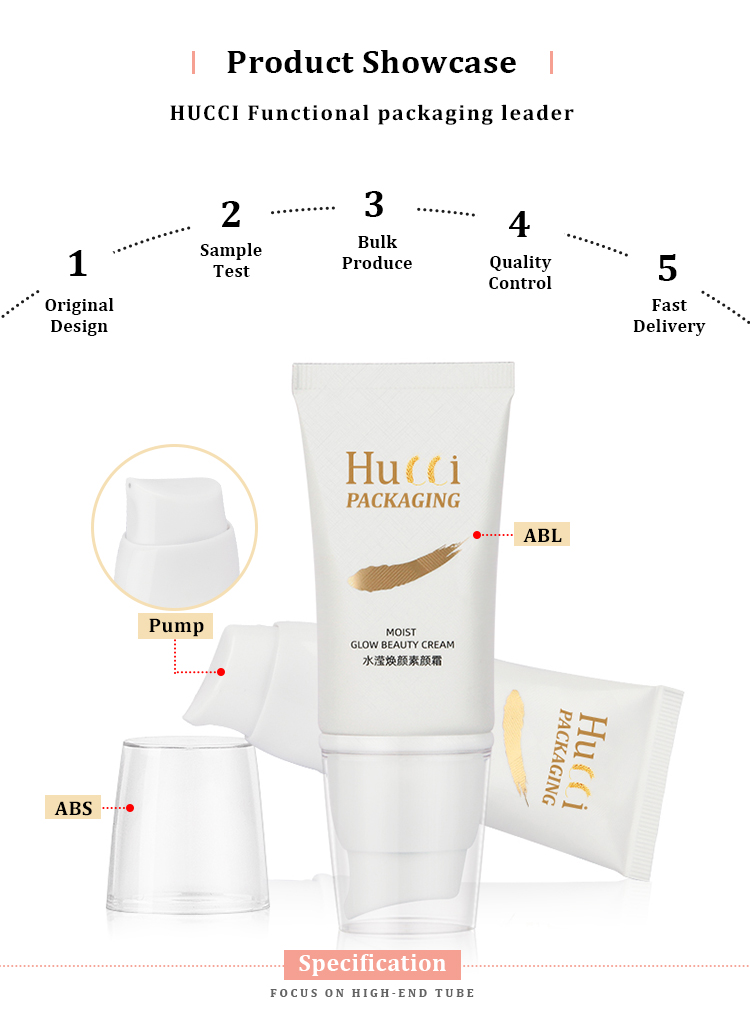 Product Showcase
HUCCI Functional packaging leader
1
Original
Design
2
Sample
Test
3
Bulk
Produce
4
Quality
Control
5
Fast
Delivery
Hucci
PACKAGING
ABL
MOIST
GLOW BEAUTY CREAM
水滢焕颜素颜霜
Pump
Hucci
PACKAGING
ABS
Specification
FOCUS ON HIGH-END TUBE